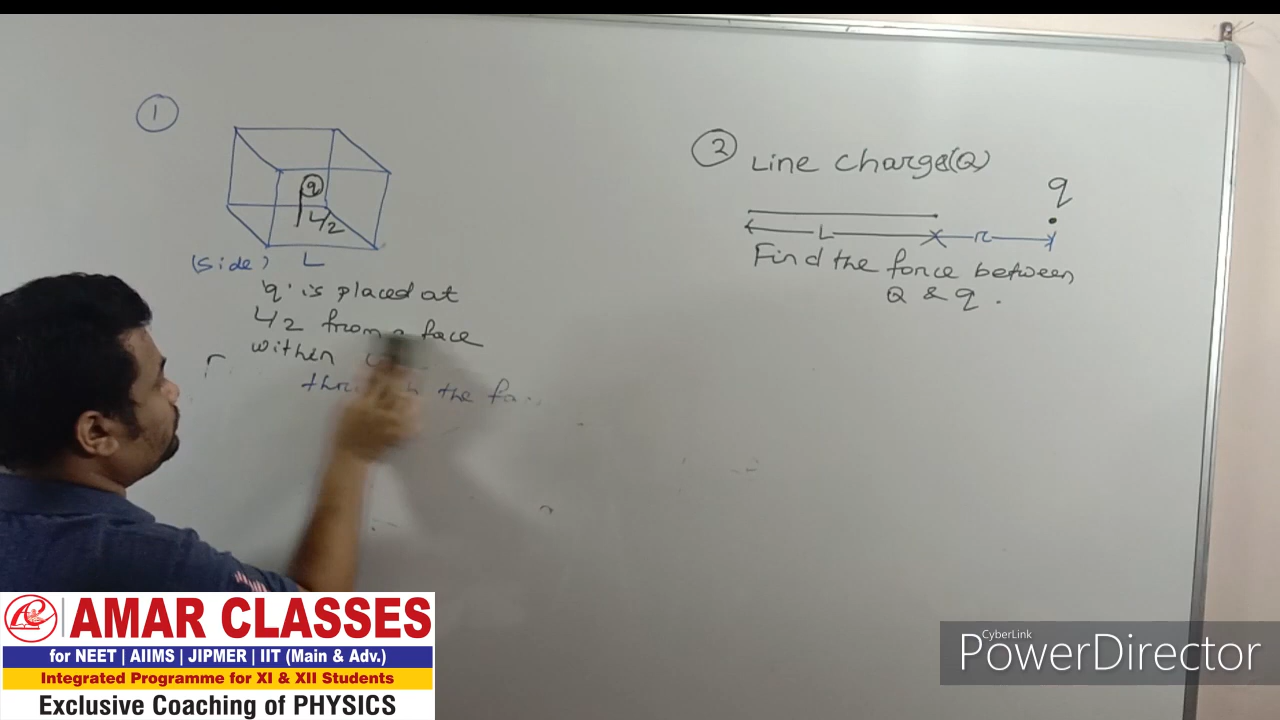 1
q
L/2
(side) L
'q' is placed at
L/2 from a face
within
the fa
2 Line Charge(Q)
q
L r
Find the force between
Q & q.
AMAR CLASSES
for NEET | AIIMS | JIPMER | IIT (Main & Adv.)
Integrated Programme for XI & XII Students
Exclusive Coaching of PHYSICS
CyberLink
PowerDirector